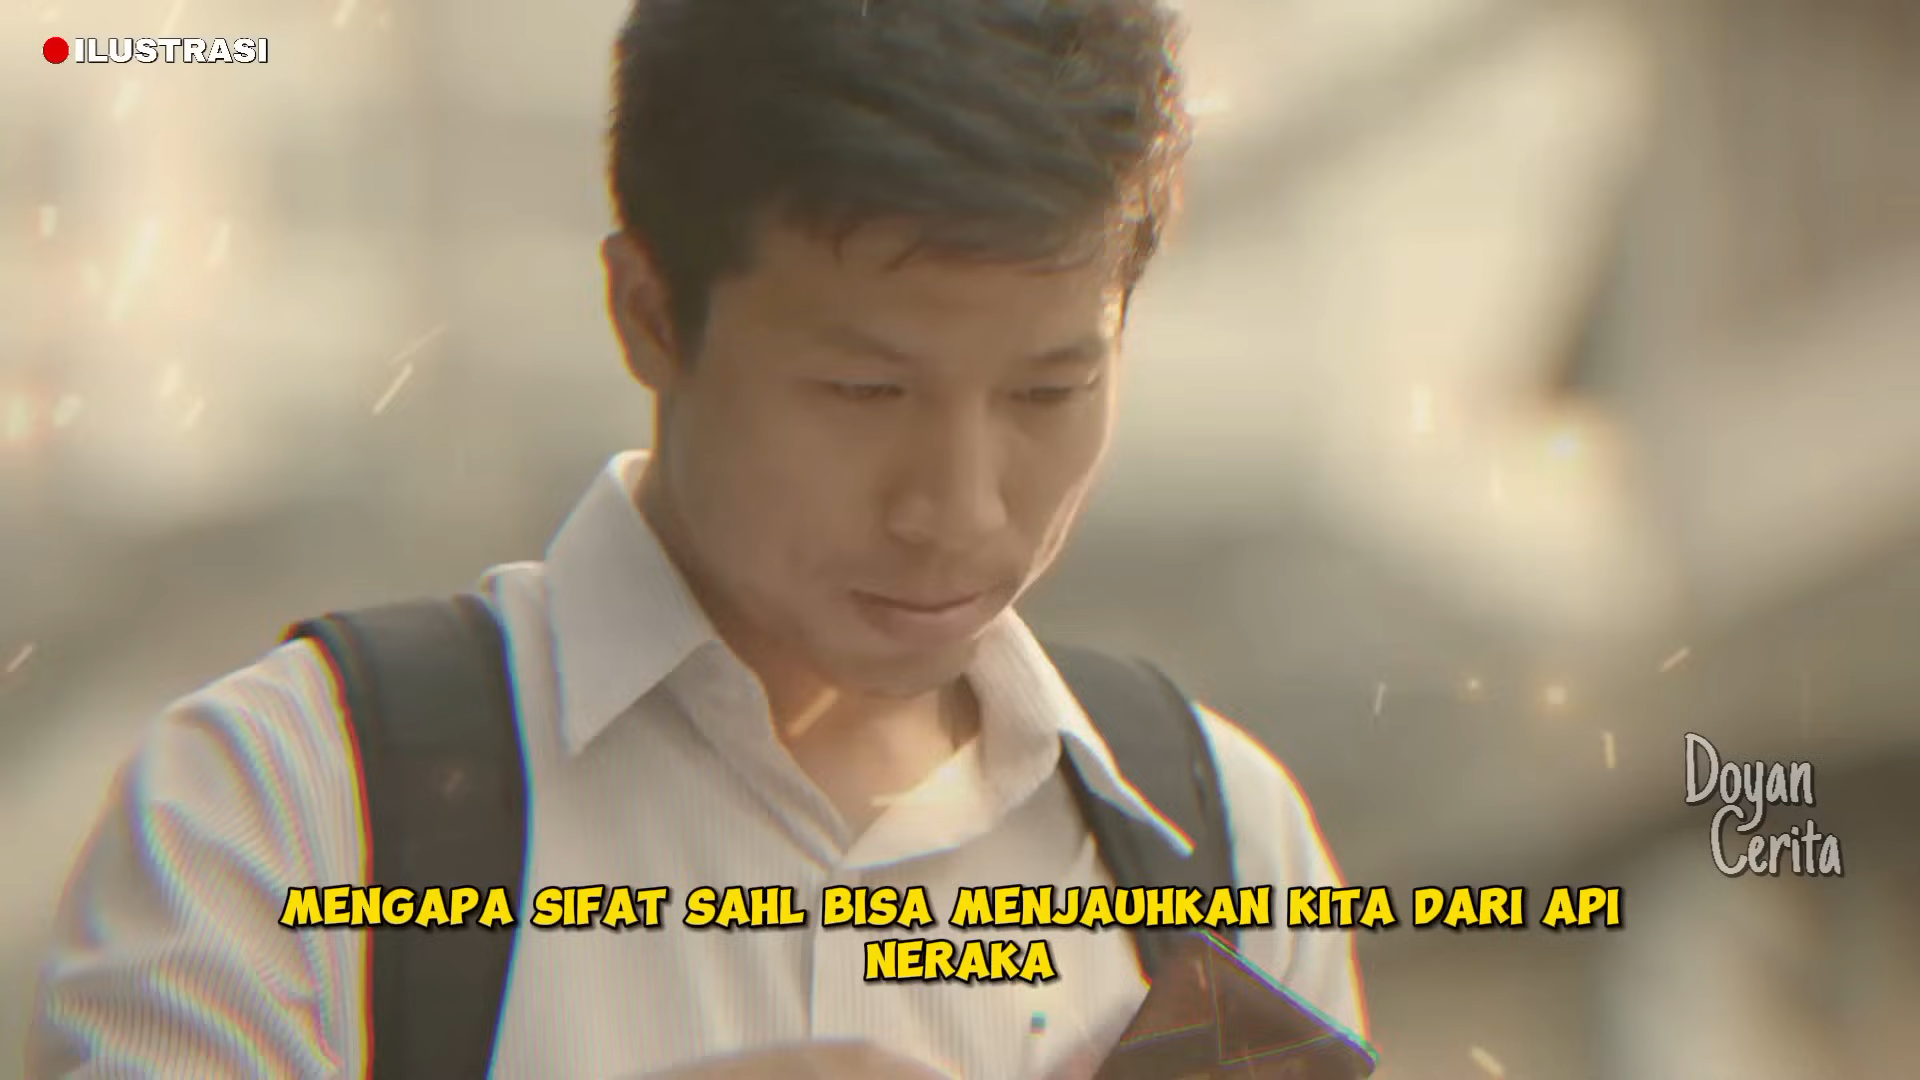 ILUSTRASI
Doyan
Cerita
MENGAPA SIFAT SAHL BISA MENJAUHKAN KITA DARI API
NERAKA